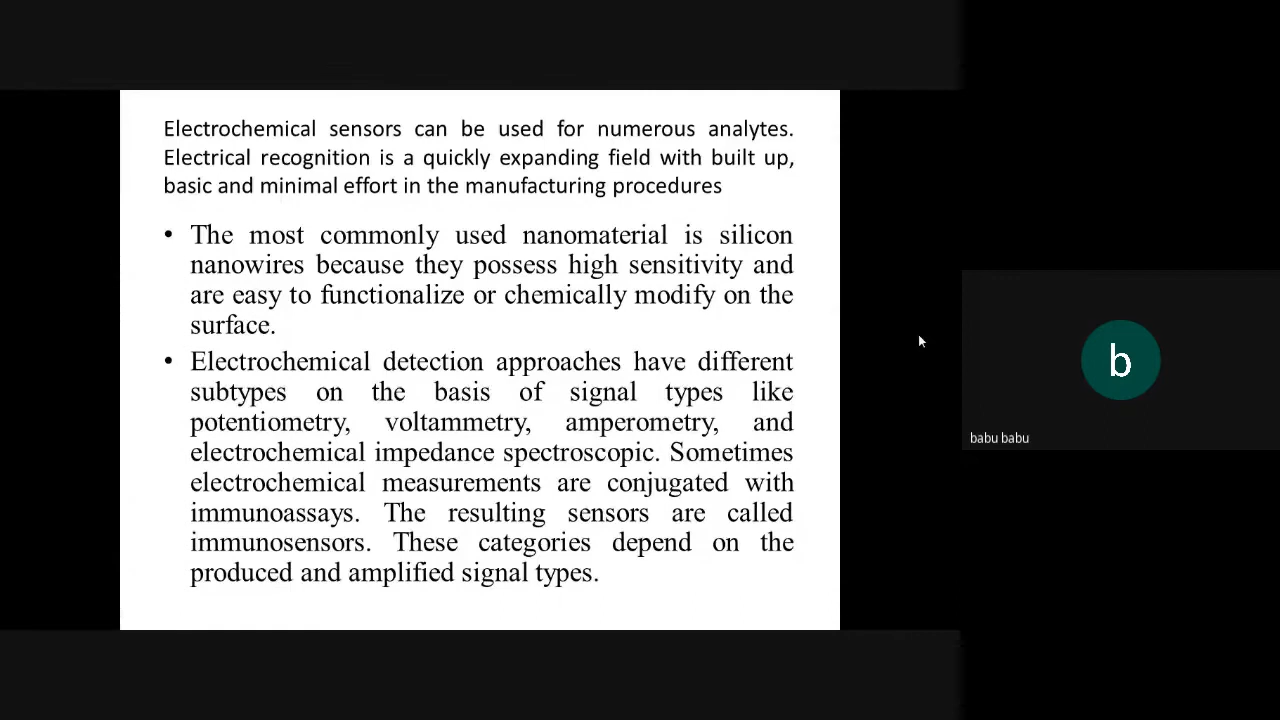 Electrochemical sensors can be used for numerous analytes.
Electrical recognition is a quickly expanding field with built up,
basic and minimal effort in the manufacturing procedures
• The most commonly used nanomaterial is silicon
nanowires because they possess high sensitivity and
are easy to functionalize or chemically modify on the
surface.
• Electrochemical detection approaches have different
subtypes on the basis of signal types like
potentiometry, voltammetry, amperometry, and
electrochemical impedance spectroscopic. Sometimes
electrochemical measurements are conjugated with
immunoassays. The resulting sensors are called
immunosensors. These categories depend on the
produced and amplified signal types.
b
babu babu